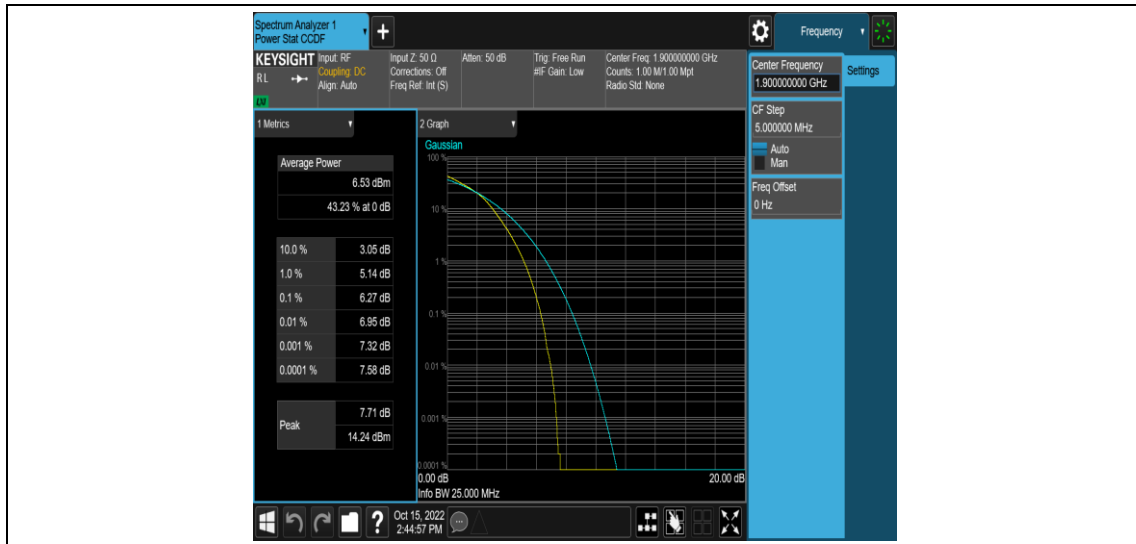 Spectrum Analyzer 1
Power Stat CCDF
+
Frequency
KEYSIGHT
RL
LXI
Input: RF
Coupling: DC
Align: Auto
Input Z: 50 Ω
Corrections: Off
Freq Ref: Int (S)
Atten: 50 dB
Trig: Free Run
#IF Gain: Low
Center Freq: 1.900000000 GHz
Counts: 1.00 M/1.00 Mpt
Radio Std: None
Center Frequency
1.900000000 GHz
Settings
CF Step
5.000000 MHz
Auto
Man
Freq Offset
0 Hz
1 Metrics
Average Power
6.53 dBm
43.23 % at 0 dB
10.0 % 3.05 dB
1.0 % 5.14 dB
0.1 % 6.27 dB
0.01 % 6.95 dB
0.001 % 7.32 dB
0.0001 % 7.58 dB
Peak 7.71 dB
14.24 dBm
2 Graph
Gaussian
100 %
10 %
1 %
0.1 %
0.01 %
0.001 %
0.0001 %
0.00 dB 20.00 dB
Info BW 25.000 MHz
?
Oct 15, 2022
2:44:57 PM